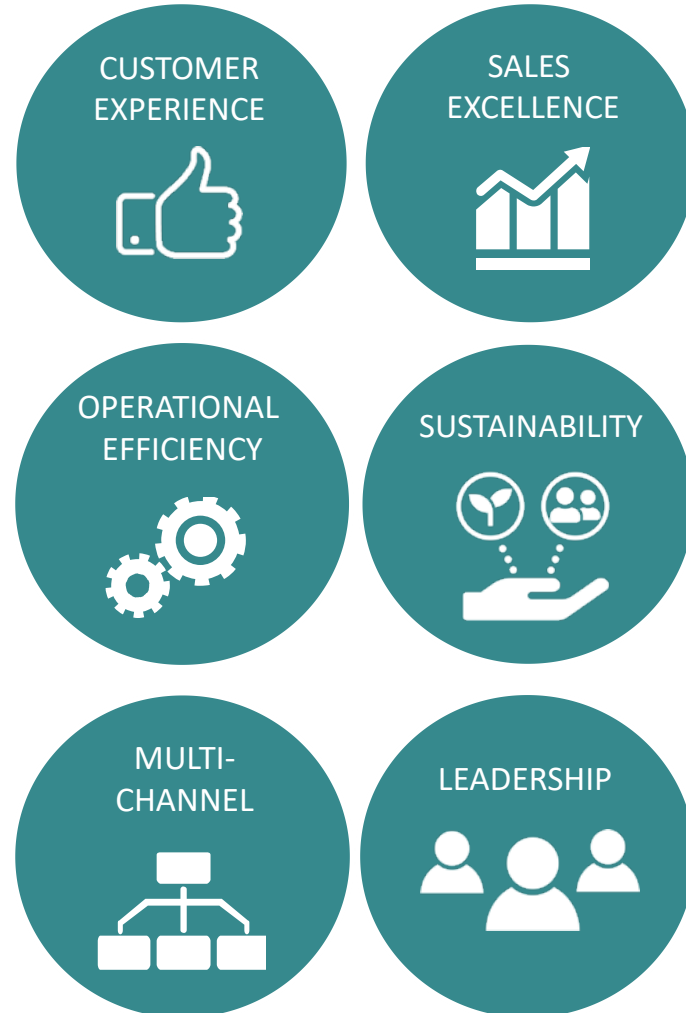 CUSTOMER
EXPERIENCE
SALES
EXCELLENCE
OPERATIONAL
EFFICIENCY
SUSTAINABILITY
MULTI-
CHANNEL
LEADERSHIP